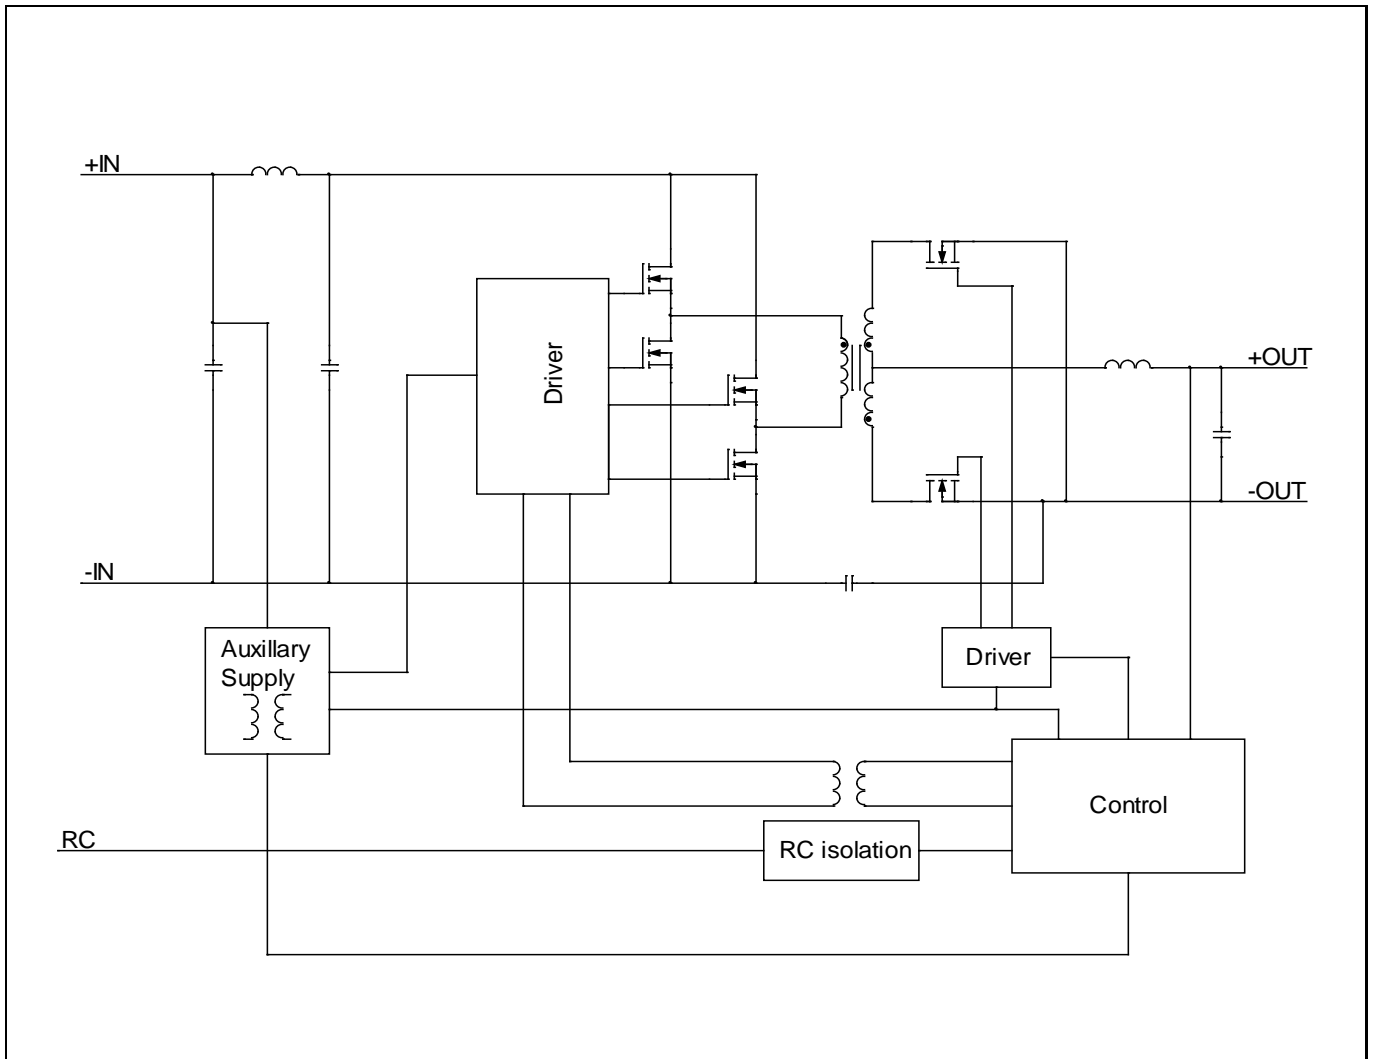 +IN
Driver
+OUT
-OUT
-IN
Auxillary
Supply
Driver
Control
RC
RC isolation